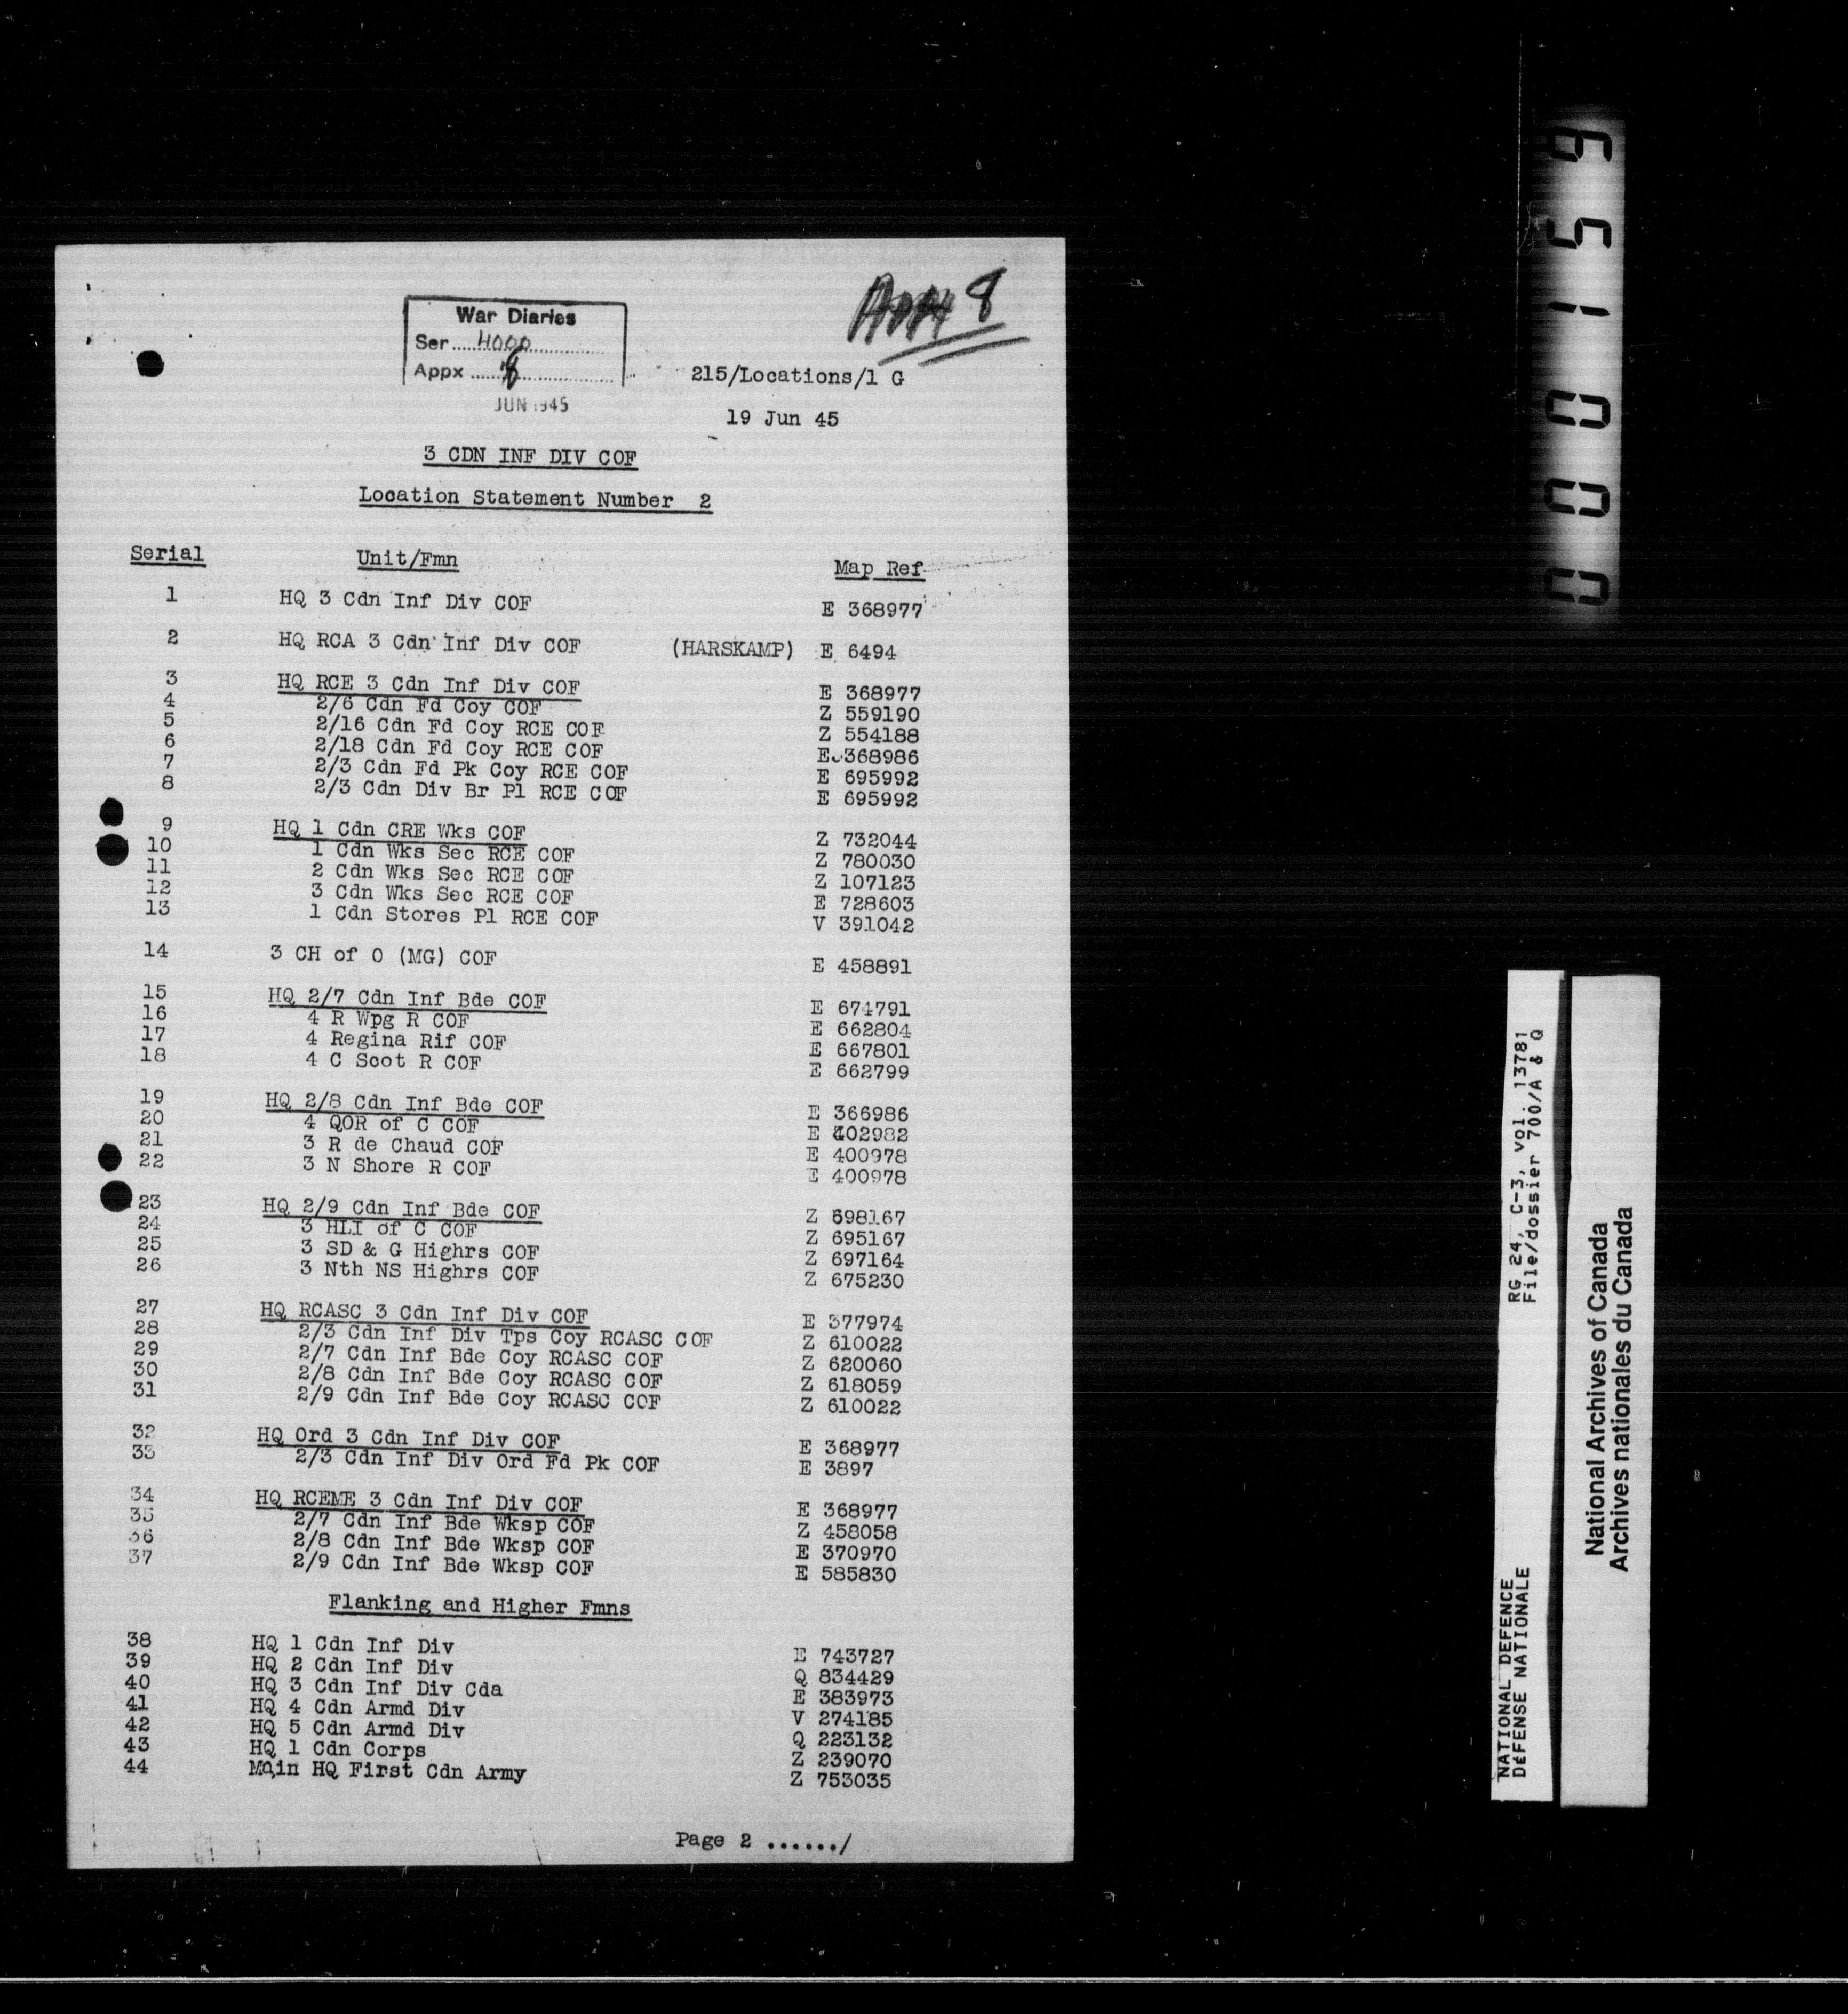 War Diaries
Ser 4000
Appx 8
JUN 1945
App 8
215/Locations/1 G
19 Jun 45
3 CDN INF DIV COF
Location Statement Number 2
Serial Unit/Fmn Map Ref
1 HQ 3 Cdn Inf Div COF E 368977
2 HQ RCA 3 Cdn Inf Div COF (HARSKAMP) E 6494
3 HQ RCE 3 Cdn Inf Div COF E 368977
4 2/6 Cdn Fd Coy COF Z 559190
5 2/16 Cdn Fd Coy RCE COF Z 554188
6 2/18 Cdn Fd Coy RCE COF E 368986
7 2/3 Cdn Fd Pk Coy RCE COF E 695992
8 2/3 Cdn Div Br Pl RCE COF E 695992
9 HQ 1 Cdn CRE Wks COF Z 732044
10 1 Cdn Wks Sec RCE COF Z 780030
11 2 Cdn Wks Sec RCE COF Z 107123
12 3 Cdn Wks Sec RCE COF E 728603
13 1 Cdn Stores Pl RCE COF V 391042
14 3 CH of O (MG) COF E 458891
15 HQ 2/7 Cdn Inf Bde COF E 674791
16 4 R Wpg R COF E 662804
17 4 Regina Rif COF E 667801
18 4 C Scot R COF E 662799
19 HQ 2/8 Cdn Inf Bde COF E 366986
20 4 QOR of C COF E 402982
21 3 R de Chaud COF E 400978
22 3 N Shore R COF E 400978
23 HQ 2/9 Cdn Inf Bde COF Z 698167
24 3 HLI of C COF Z 695167
25 3 SD & G Highrs COF Z 697164
26 3 Nth NS Highrs COF Z 675230
27 HQ RCASC 3 Cdn Inf Div COF E 377974
28 2/3 Cdn Inf Div Tps Coy RCASC COF Z 610022
29 2/7 Cdn Inf Bde Coy RCASC COF Z 620060
30 2/8 Cdn Inf Bde Coy RCASC COF Z 618059
31 2/9 Cdn Inf Bde Coy RCASC COF Z 610022
32 HQ Ord 3 Cdn Inf Div COF E 368977
33 2/3 Cdn Inf Div Ord Fd Pk COF E 3897
34 HQ RCEME 3 Cdn Inf Div COF E 368977
35 2/7 Cdn Inf Bde Wksp COF Z 458058
36 2/8 Cdn Inf Bde Wksp COF E 370970
37 2/9 Cdn Inf Bde Wksp COF E 585830
Flanking and Higher Fmns
38 HQ 1 Cdn Inf Div E 743727
39 HQ 2 Cdn Inf Div Q 834429
40 HQ 3 Cdn Inf Div Cda E 383973
41 HQ 4 Cdn Armd Div V 274185
42 HQ 5 Cdn Armd Div Q 223132
43 HQ 1 Cdn Corps Z 239070
44 Main HQ First Cdn Army Z 753035
Page 2 ....../
000159
NATIONAL DEFENCE RG 24, C-3, vol. 13781
DÉFENSE NATIONALE File/dossier 700/A & Q
National Archives of Canada
Archives nationales du Canada